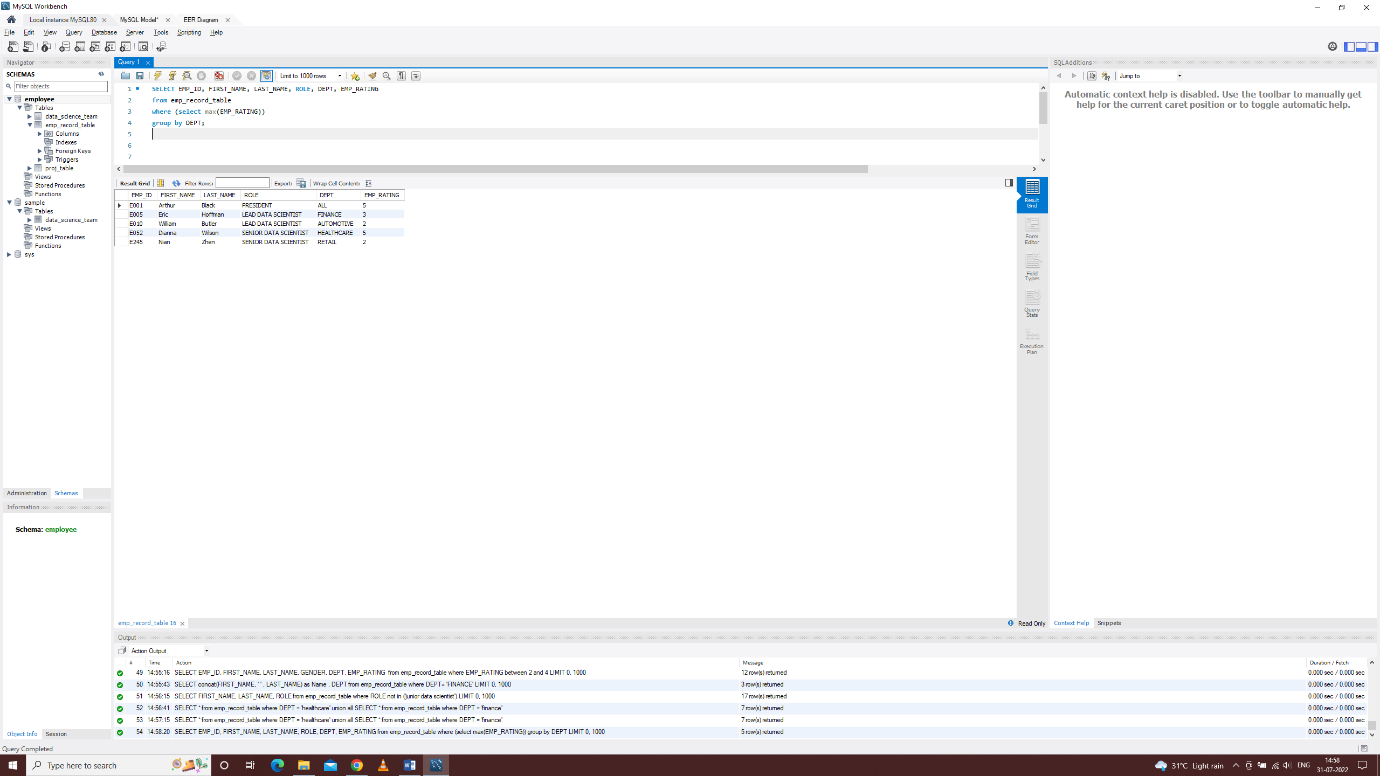 MySQL Workbench
Local instance MySQL80 × MySQL Model* × EER Diagram ×
File Edit View Query Database Server Tools Scripting Help
Navigator
SCHEMAS
Filter objects
employee
Tables
data_science_team
emp_record_table
Columns
Indexes
Foreign Keys
Triggers
proj_table
Views
Stored Procedures
Functions
sample
Tables
data_science_team
Views
Stored Procedures
Functions
sys
Administration Schemas
Information
Schema: employee
Object Info Session
Query 1 ×
Limit to 1000 rows
1 SELECT EMP_ID, FIRST_NAME, LAST_NAME, ROLE, DEPT, EMP_RATING
2 from emp_record_table
3 where (select max(EMP_RATING))
4 group by DEPT;
5
6
7
Result Grid Filter Rows: Export: Wrap Cell Content:
EMP_ID FIRST_NAME LAST_NAME ROLE DEPT EMP_RATING
E001 Arthur Black PRESIDENT ALL 5
E005 Eric Hoffman LEAD DATA SCIENTIST FINANCE 3
E010 William Butler LEAD DATA SCIENTIST AUTOMOTIVE 2
E052 Dianna Wilson SENIOR DATA SCIENTIST HEALTHCARE 5
E245 Nian Zhen SENIOR DATA SCIENTIST RETAIL 2
Result Grid
Form Editor
Field Types
Query Stats
Execution Plan
emp_record_table 16 × Read Only
SQLAdditions
Jump to
Automatic context help is disabled. Use the toolbar to manually get
help for the current caret position or to toggle automatic help.
Context Help Snippets
Output
Action Output
# Time Action Message Duration / Fetch
49 14:55:16 SELECT EMP_ID, FIRST_NAME, LAST_NAME, GENDER, DEPT, EMP_RATING from emp_record_table where EMP_RATING between 2 and 4 LIMIT 0, 1000 12 row(s) returned 0.000 sec / 0.000 sec
50 14:55:43 SELECT concat(FIRST_NAME, " ", LAST_NAME) as Name , DEPT from emp_record_table where DEPT= 'FINANCE' LIMIT 0, 1000 3 row(s) returned 0.000 sec / 0.000 sec
51 14:56:15 SELECT FIRST_NAME, LAST_NAME, ROLE from emp_record_table where ROLE not in ('junior data scientist') LIMIT 0, 1000 17 row(s) returned 0.000 sec / 0.000 sec
52 14:56:41 SELECT * from emp_record_table where DEPT = 'healthcare' union all SELECT * from emp_record_table where DEPT = 'finance' 7 row(s) returned 0.000 sec / 0.000 sec
53 14:57:15 SELECT * from emp_record_table where DEPT = 'healthcare' union all SELECT * from emp_record_table where DEPT = 'finance' 7 row(s) returned 0.000 sec / 0.000 sec
54 14:58:20 SELECT EMP_ID, FIRST_NAME, LAST_NAME, ROLE, DEPT, EMP_RATING from emp_record_table where (select max(EMP_RATING)) group by DEPT LIMIT 0, 1000 5 row(s) returned 0.000 sec / 0.000 sec
Query Completed
Type here to search
31°C Light rain ENG 14:58
31-07-2022